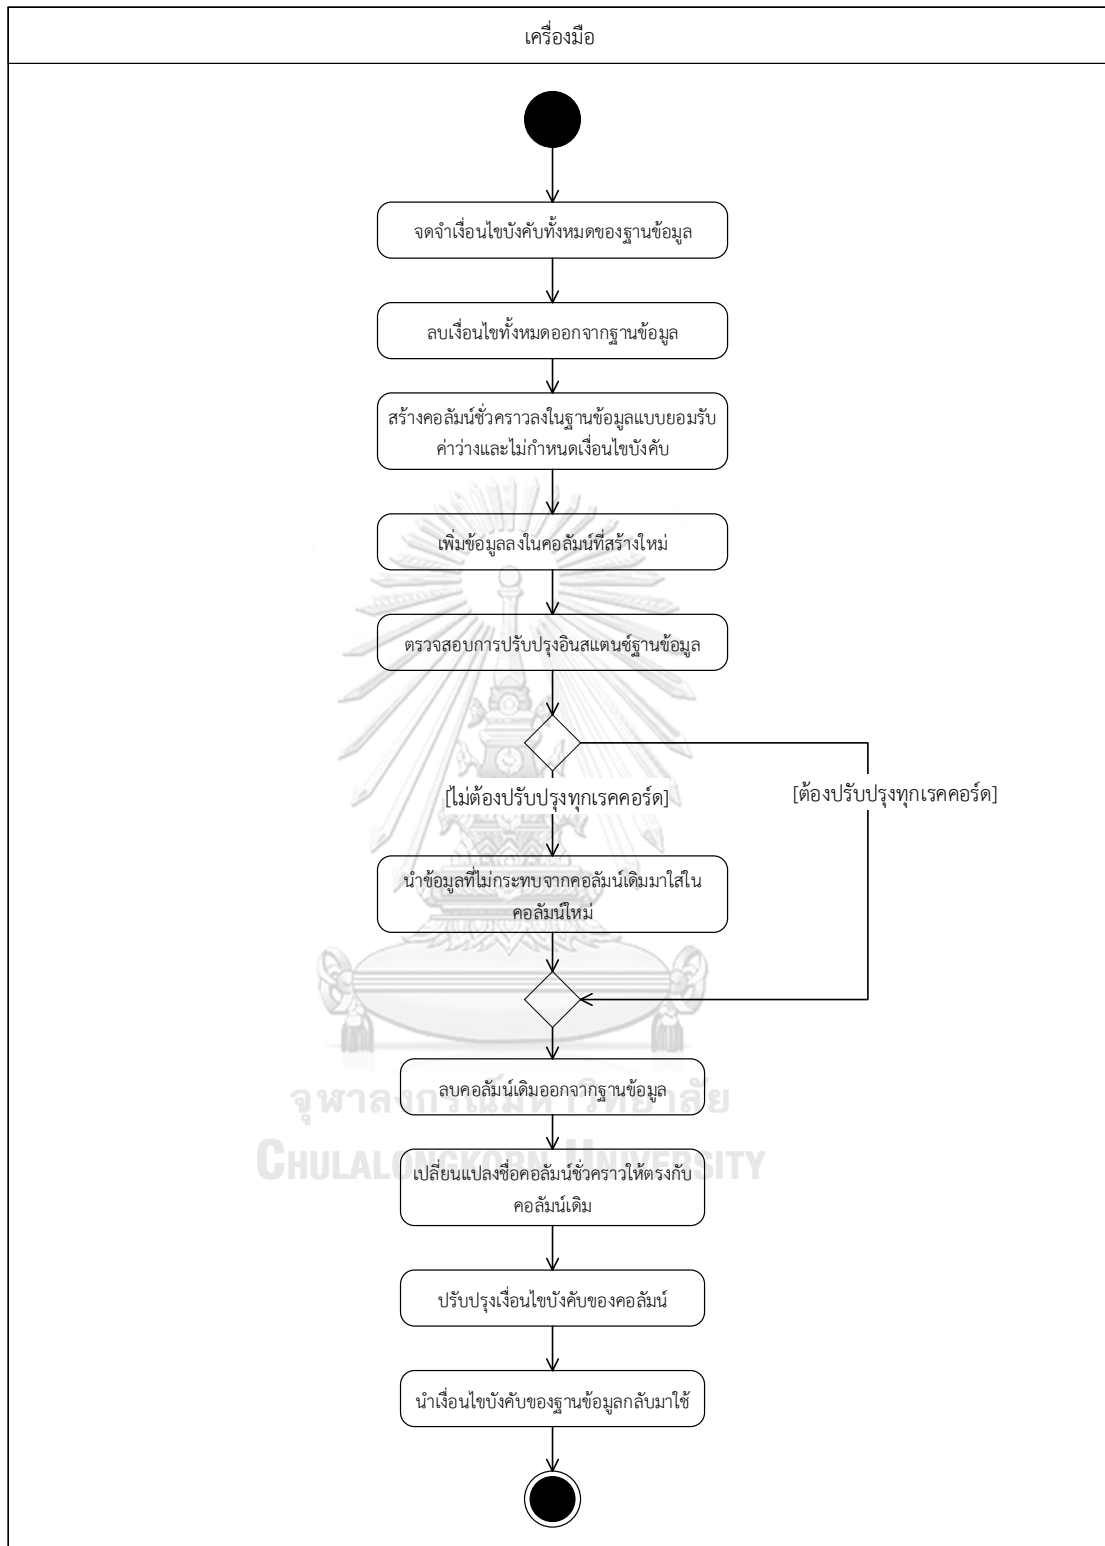 เครื่องมือ
จดจำเงื่อนไขบังคับทั้งหมดของฐานข้อมูล
ลบเงื่อนไขทั้งหมดออกจากฐานข้อมูล
สร้างคอลัมน์ชั่วคราวลงในฐานข้อมูลแบบยอมรับ
ค่าว่างและไม่กำหนดเงื่อนไขบังคับ
เพิ่มข้อมูลลงในคอลัมน์ที่สร้างใหม่
ตรวจสอบการปรับปรุงอินสแตนซ์ฐานข้อมูล
[ไม่ต้องปรับปรุงทุกเรคคอร์ด]
[ต้องปรับปรุงทุกเรคคอร์ด]
นำข้อมูลที่ไม่กระทบจากคอลัมน์เดิมมาใส่ใน
คอลัมน์ใหม่
ลบคอลัมน์เดิมออกจากฐานข้อมูล
จุฬาลงกรณ์มหาวิทยาลัย
CHULALONGKORN UNIVERSITY
เปลี่ยนแปลงชื่อคอลัมน์ชั่วคราวให้ตรงกับ
คอลัมน์เดิม
ปรับปรุงเงื่อนไขบังคับของคอลัมน์
นำเงื่อนไขบังคับของฐานข้อมูลกลับมาใช้